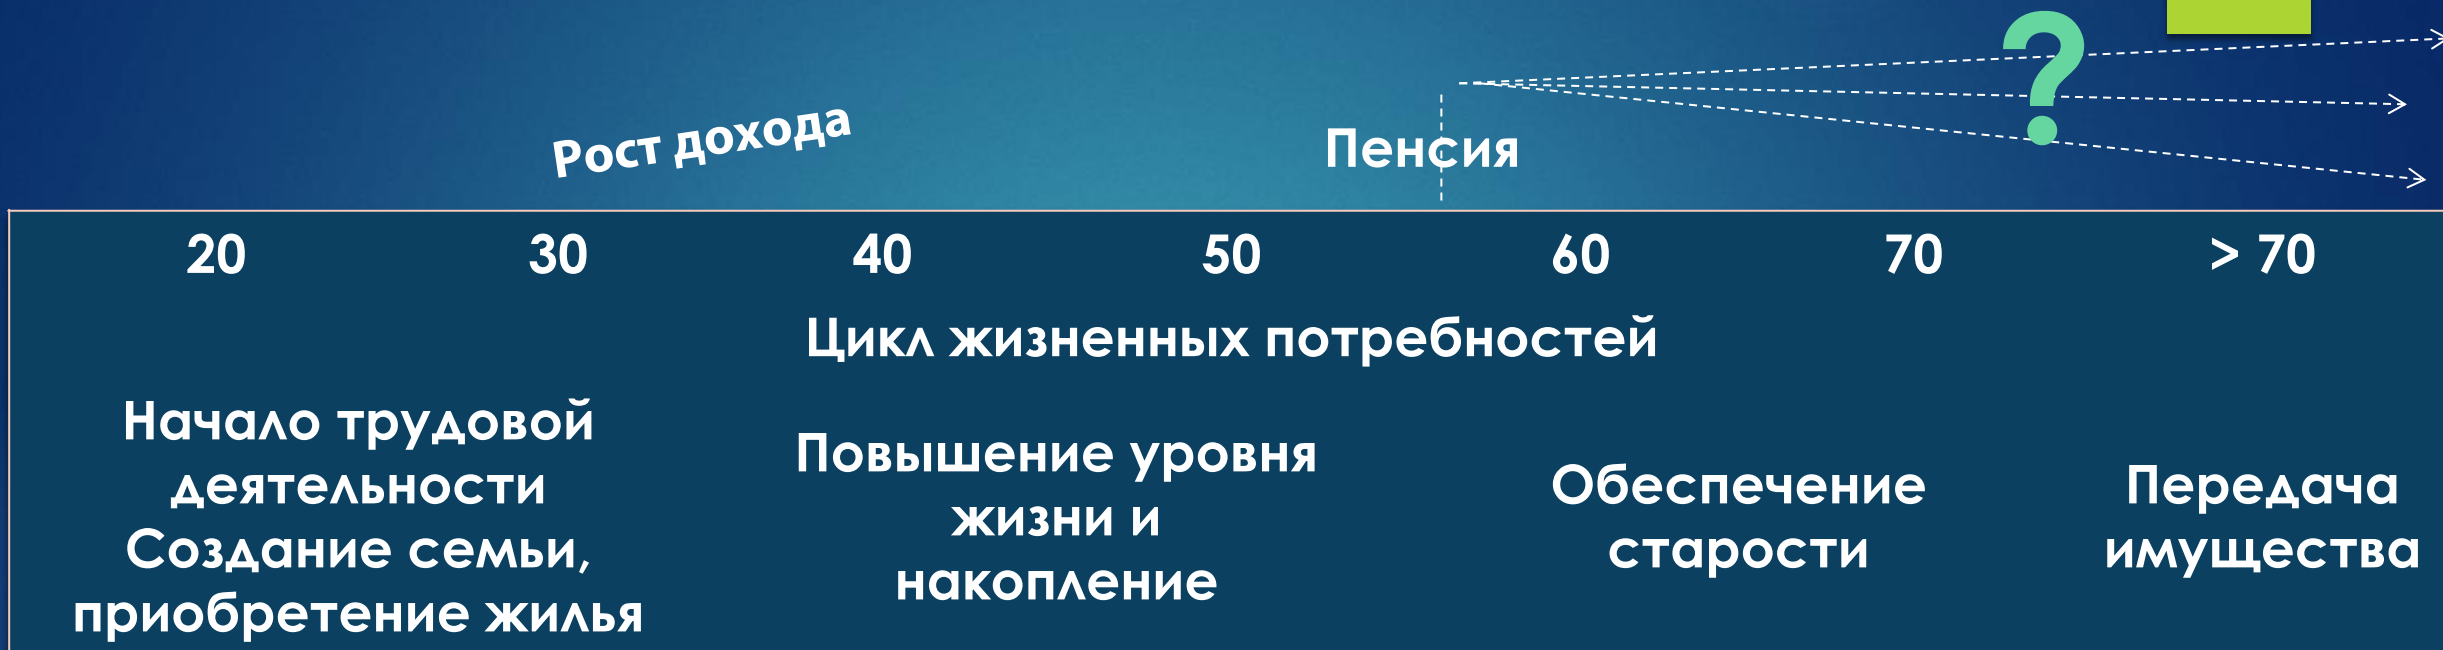 ?
Рост дохода
Пенсия
20 30 40 50 60 70 > 70
Цикл жизненных потребностей
Начало трудовой
деятельности
Создание семьи,
приобретение жилья
Повышение уровня
жизни и
накопление
Обеспечение
старости
Передача
имущества